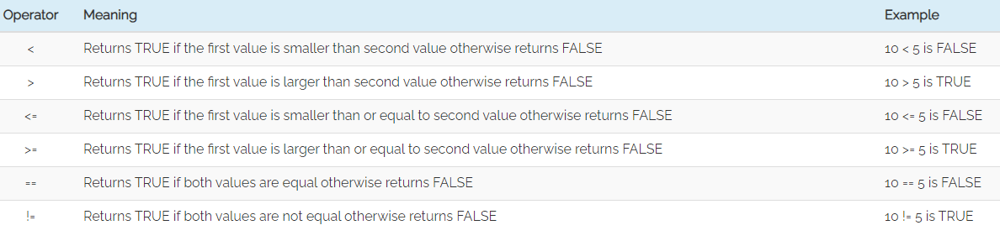 Operator Meaning Example
< Returns TRUE if the first value is smaller than second value otherwise returns FALSE 10 < 5 is FALSE
> Returns TRUE if the first value is larger than second value otherwise returns FALSE 10 > 5 is TRUE
<= Returns TRUE if the first value is smaller than or equal to second value otherwise returns FALSE 10 <= 5 is FALSE
>= Returns TRUE if the first value is larger than or equal to second value otherwise returns FALSE 10 >= 5 is TRUE
== Returns TRUE if both values are equal otherwise returns FALSE 10 == 5 is FALSE
!= Returns TRUE if both values are not equal otherwise returns FALSE 10 != 5 is TRUE